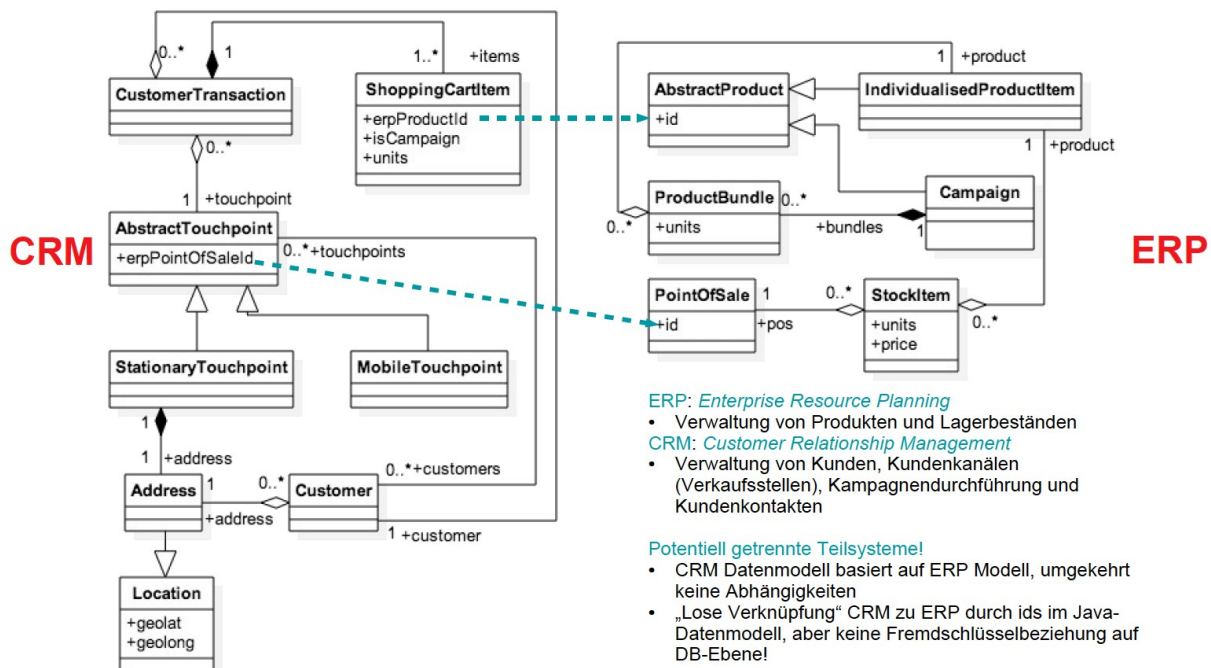 0..*
1
1..*
+items
CustomerTransaction
ShoppingCartItem
+erpProductId
+isCampaign
+units
0..*
1
+touchpoint
AbstractTouchpoint
+erpPointOfSaleId
0..*
+touchpoints
CRM
StationaryTouchpoint
MobileTouchpoint
1
1
+address
Address
1
+address
0..*
Customer
0..*
+customers
1
+customer
Location
+geolat
+geolong
1
+product
AbstractProduct
+id
IndividualisedProductItem
1
+product
ProductBundle
+units
0..*
0..*
+bundles
1
Campaign
ERP
PointOfSale
+id
1
+pos
0..*
StockItem
+units
+price
0..*
ERP: Enterprise Resource Planning
• Verwaltung von Produkten und Lagerbeständen
CRM: Customer Relationship Management
• Verwaltung von Kunden, Kundenkanälen
(Verkaufsstellen), Kampagnendurchführung und
Kundenkontakten
Potentiell getrennte Teilsysteme!
• CRM Datenmodell basiert auf ERP Modell, umgekehrt
keine Abhängigkeiten
• „Lose Verknüpfung“ CRM zu ERP durch ids im Java-
Datenmodell, aber keine Fremdschlüsselbeziehung auf
DB-Ebene!